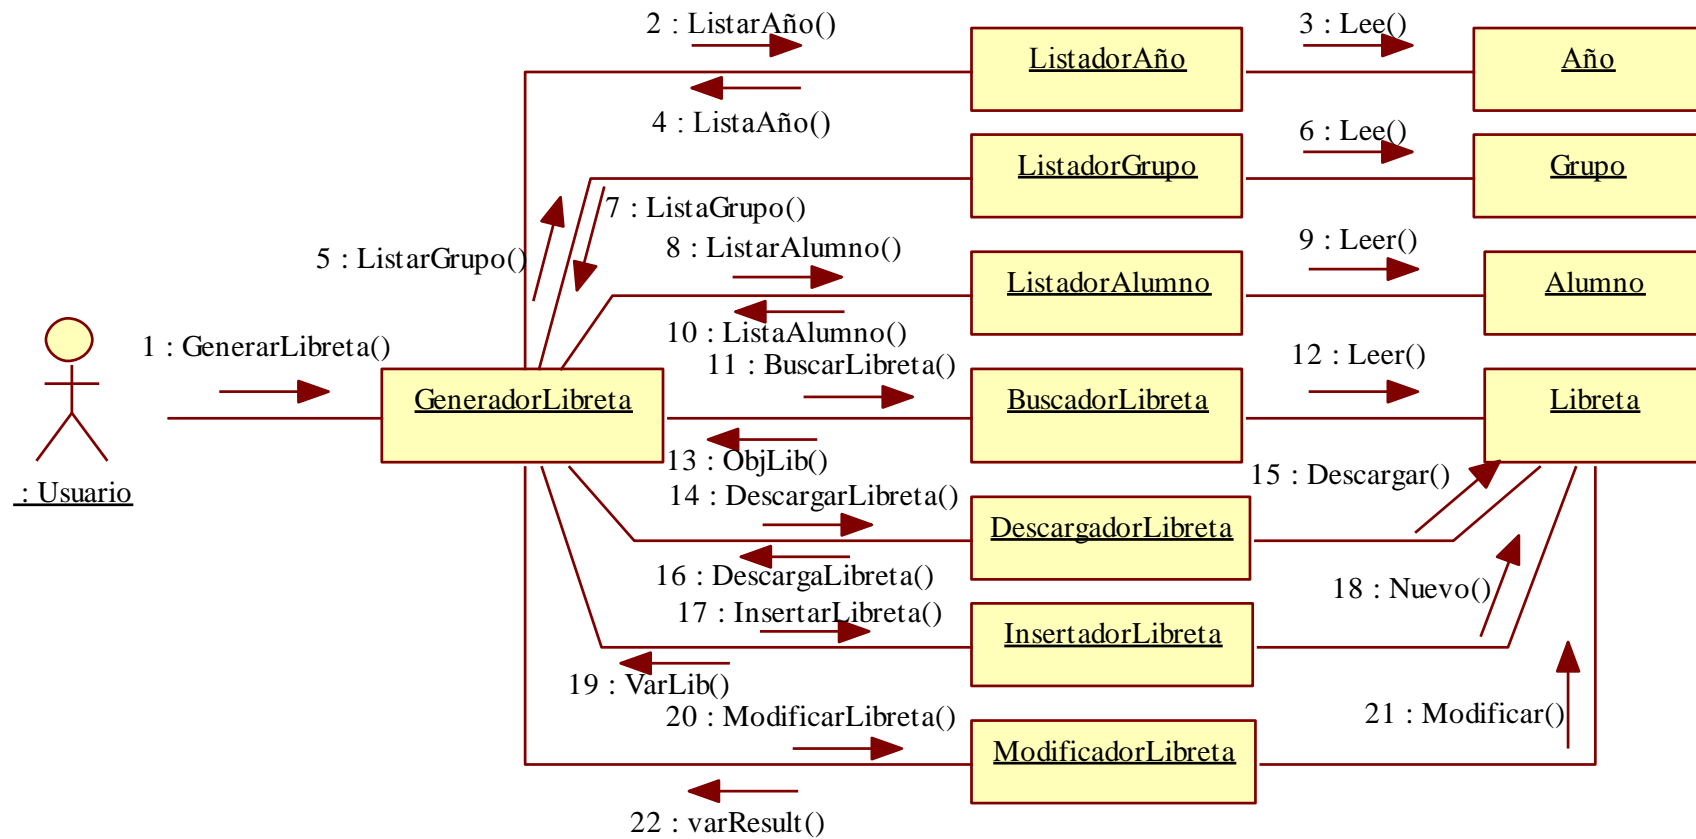 2 : ListarAño()
3 : Lee()
ListadorAño
Año
4 : ListaAño()
6 : Lee()
ListadorGrupo
Grupo
7 : ListaGrupo()
5 : ListarGrupo()
8 : ListarAlumno()
9 : Leer()
ListadorAlumno
Alumno
10 : ListaAlumno()
1 : GenerarLibreta()
11 : BuscarLibreta()
12 : Leer()
GeneradorLibreta
BuscadorLibreta
Libreta
13 : ObjLib()
15 : Descargar()
: Usuario
14 : DescargarLibreta()
DescargadorLibreta
16 : DescargaLibreta()
18 : Nuevo()
17 : InsertarLibreta()
InsertadorLibreta
19 : VarLib()
20 : ModificarLibreta()
21 : Modificar()
ModificadorLibreta
22 : varResult()